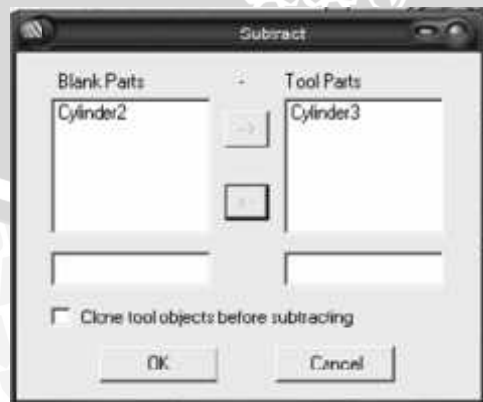 Subtract
Blank Parts - Tool Parts
Cylinder2
Cylinder3
Clone tool objects before subtracting
OK Cancel